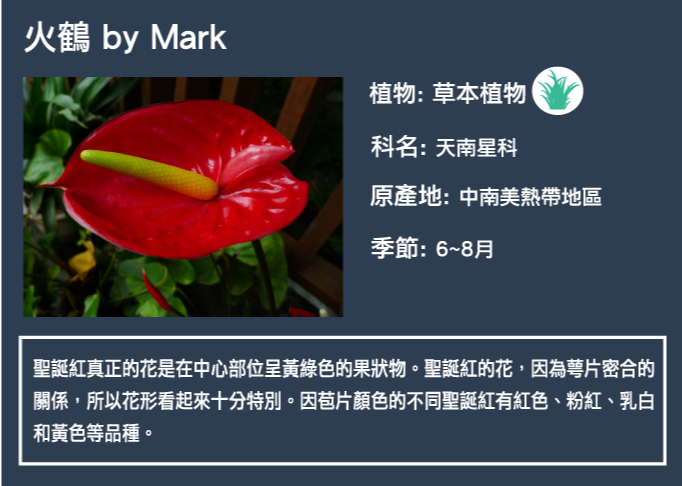 火鶴 by Mark
植物: 草本植物
科名: 天南星科
原產地: 中南美熱帶地區
季節: 6~8月
聖誕紅真正的花是在中心部位呈黃綠色的果狀物。聖誕紅的花，因為萼片密合的
關係，所以花形看起來十分特別。因苞片顏色的不同聖誕紅有紅色、粉紅、乳白
和黃色等品種。